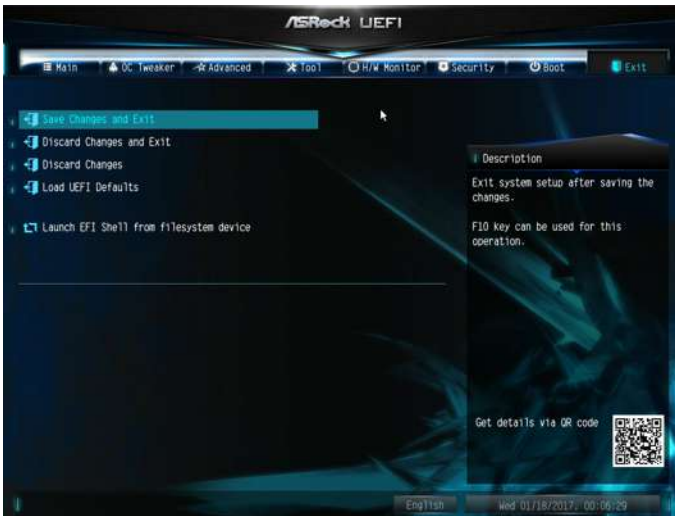 ASRock UEFI
Main OC Tweaker Advanced Tool H/W Monitor Security Boot Exit
Save Changes and Exit
Discard Changes and Exit
Discard Changes
Load UEFI Defaults
Launch EFI Shell from filesystem device
Description
Exit system setup after saving the
changes.
F10 key can be used for this
operation.
Get details via QR code
English Wed 01/18/2017, 00:06:29